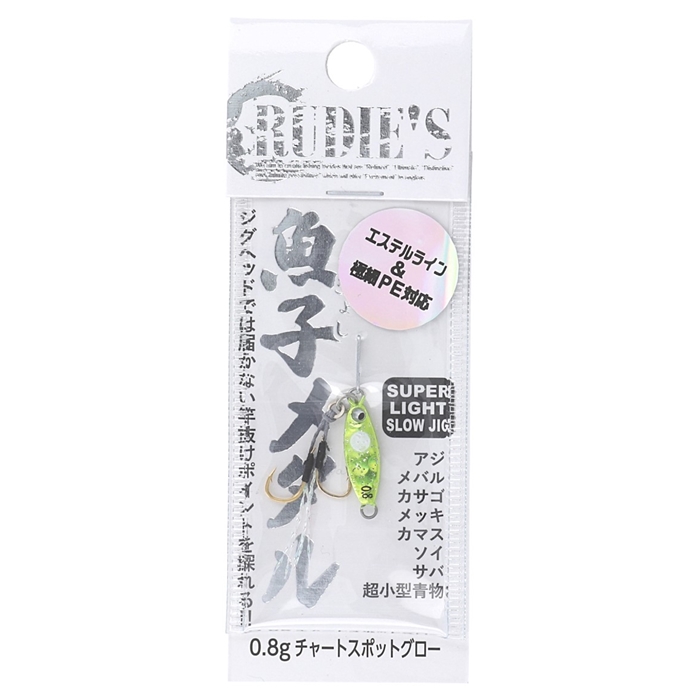 RUDIE'S
エステルライン
&
極細PE対応
魚子メタル
ジグヘッドでは届かない竿抜けポイントを探れる!!
SUPER
LIGHT
SLOW JIG
アジ
メバル
カサゴ
メッキ
カマス
ソイ
サバ
超小型青物
0.8
0.8g チャートスポットグロー